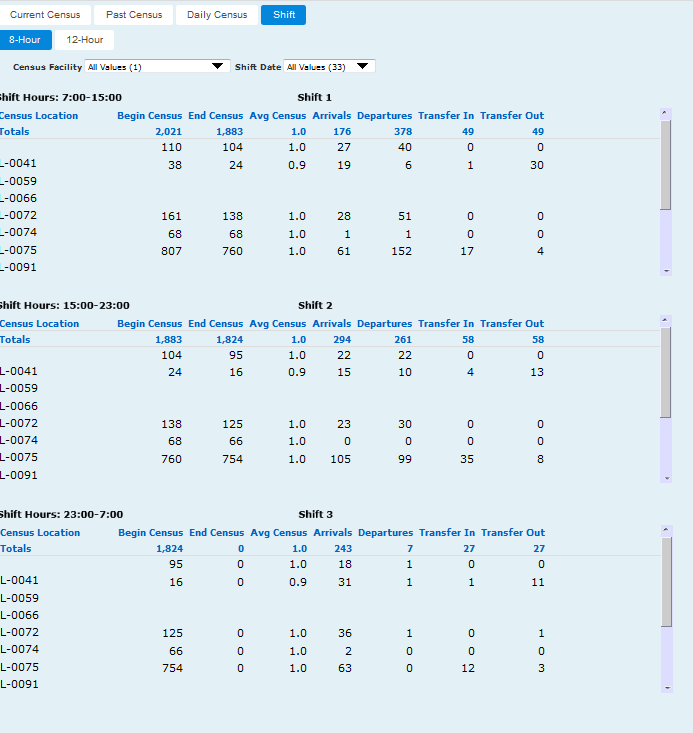 Current Census Past Census Daily Census Shift
8-Hour 12-Hour
Census Facility All Values (1) Shift Date All Values (33)
Shift Hours: 7:00-15:00 Shift 1
Census Location Begin Census End Census Avg Census Arrivals Departures Transfer In Transfer Out
Totals 2,021 1,883 1.0 176 378 49 49
110 104 1.0 27 40 0 0
L-0041 38 24 0.9 19 6 1 30
L-0059
L-0066
L-0072 161 138 1.0 28 51 0 0
L-0074 68 68 1.0 1 1 0 0
L-0075 807 760 1.0 61 152 17 4
L-0091
Shift Hours: 15:00-23:00 Shift 2
Census Location Begin Census End Census Avg Census Arrivals Departures Transfer In Transfer Out
Totals 1,883 1,824 1.0 294 261 58 58
104 95 1.0 22 22 0 0
L-0041 24 16 0.9 15 10 4 13
L-0059
L-0066
L-0072 138 125 1.0 23 30 0 0
L-0074 68 66 1.0 0 0 0 0
L-0075 760 754 1.0 105 99 35 8
L-0091
Shift Hours: 23:00-7:00 Shift 3
Census Location Begin Census End Census Avg Census Arrivals Departures Transfer In Transfer Out
Totals 1,824 0 1.0 243 7 27 27
95 0 1.0 18 1 0 0
L-0041 16 0 0.9 31 1 1 11
L-0059
L-0066
L-0072 125 0 1.0 36 1 0 1
L-0074 66 0 1.0 2 0 0 0
L-0075 754 0 1.0 63 0 12 3
L-0091